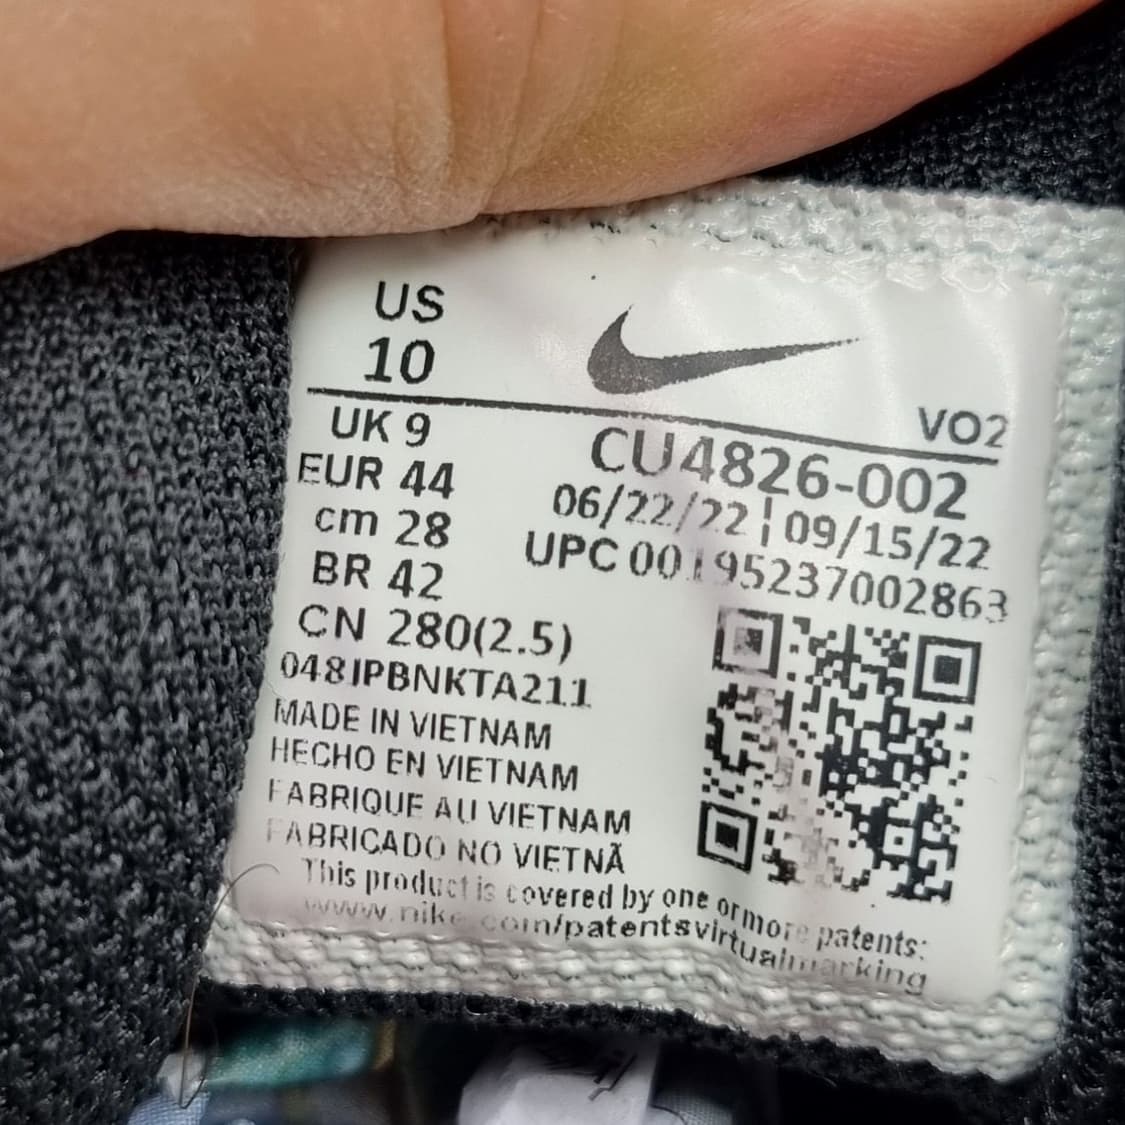 US
10
VO2
UK 9
EUR 44
cm 28
BR 42
CN 280(2.5)
CU4826-002
06/22/22 | 09/15/22
UPC 00195237002863
048JPBNKTA211
MADE IN VIETNAM
HECHO EN VIETNAM
FABRIQUE AU VIETNAM
FABRICADO NO VIETNÃ
This product is covered by one or more patents:
www.nike.com/patentsvirtualmarking